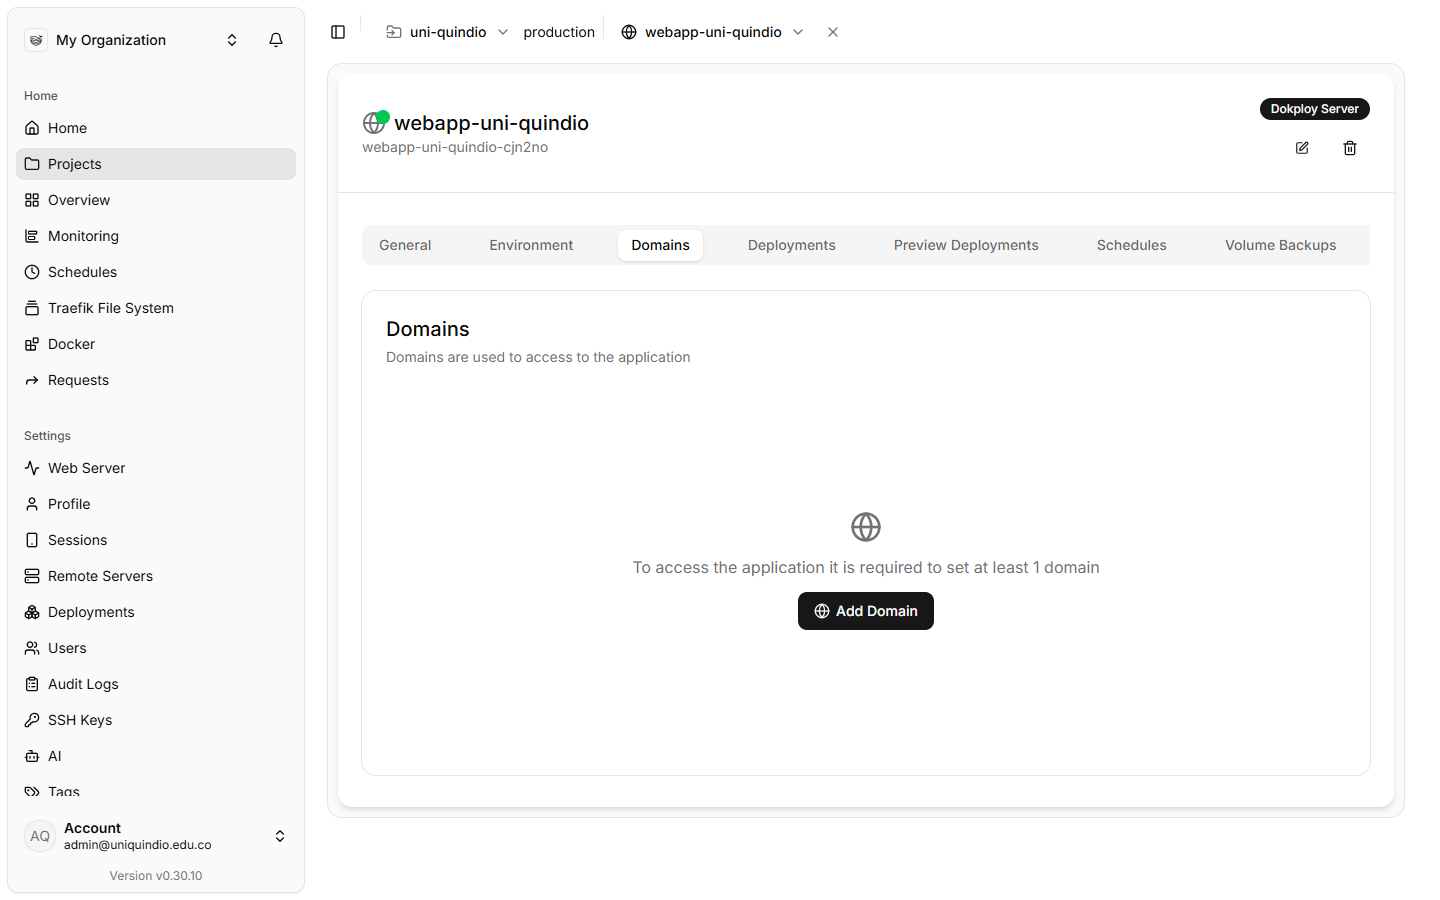 My Organization
Home
Home
Projects
Overview
Monitoring
Schedules
Traefik File System
Docker
Requests
Settings
Web Server
Profile
Sessions
Remote Servers
Deployments
Users
Audit Logs
SSH Keys
AI
Tags
AQ
Account
admin@uniquindio.edu.co
Version v0.30.10
uni-quindio
production
webapp-uni-quindio
webapp-uni-quindio
webapp-uni-quindio-cjn2no
Dokploy Server
General
Environment
Domains
Deployments
Preview Deployments
Schedules
Volume Backups
Domains
Domains are used to access to the application
To access the application it is required to set at least 1 domain
Add Domain